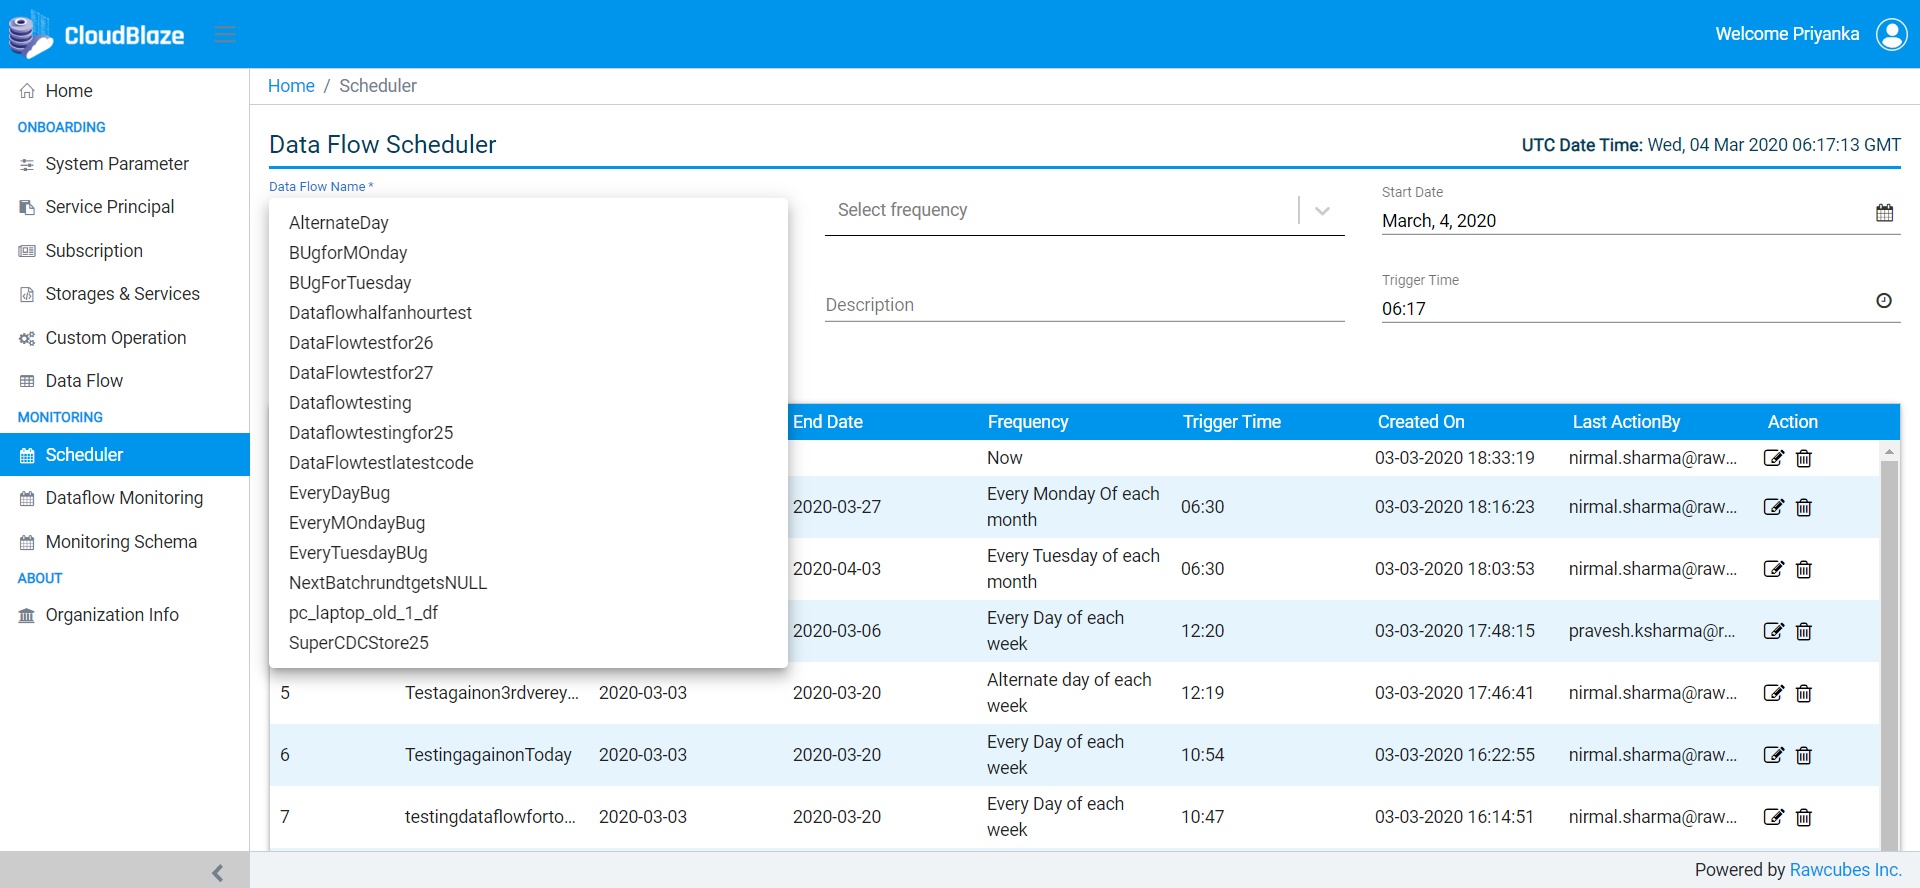 CloudBlaze
Welcome Priyanka
Home
ONBOARDING
System Parameter
Service Principal
Subscription
Storages & Services
Custom Operation
Data Flow
MONITORING
Scheduler
Dataflow Monitoring
Monitoring Schema
ABOUT
Organization Info
Home / Scheduler
Data Flow Scheduler
UTC Date Time: Wed, 04 Mar 2020 06:17:13 GMT
Data Flow Name *
AlternateDay
BUgforMOnday
BUgForTuesday
Dataflowhalfanhourtest
DataFlowtestfor26
DataFlowtestfor27
Dataflowtesting
Dataflowtestingfor25
DataFlowtestlatestcode
EveryDayBug
EveryMOndayBug
EveryTuesdayBUg
NextBatchrundtgetsNULL
pc_laptop_old_1_df
SuperCDCStore25
Select frequency
Start Date
March, 4, 2020
Description
Trigger Time
06:17
End Date Frequency Trigger Time Created On Last ActionBy Action
Now 03-03-2020 18:33:19 nirmal.sharma@raw...
2020-03-27 Every Monday Of each month 06:30 03-03-2020 18:16:23 nirmal.sharma@raw...
2020-04-03 Every Tuesday of each month 06:30 03-03-2020 18:03:53 nirmal.sharma@raw...
2020-03-06 Every Day of each week 12:20 03-03-2020 17:48:15 pravesh.ksharma@r...
5 Testagainon3rdverey... 2020-03-03 2020-03-20 Alternate day of each week 12:19 03-03-2020 17:46:41 nirmal.sharma@raw...
6 TestingagainonToday 2020-03-03 2020-03-20 Every Day of each week 10:54 03-03-2020 16:22:55 nirmal.sharma@raw...
7 testingdataflowforto... 2020-03-03 2020-03-20 Every Day of each week 10:47 03-03-2020 16:14:51 nirmal.sharma@raw...
Powered by Rawcubes Inc.